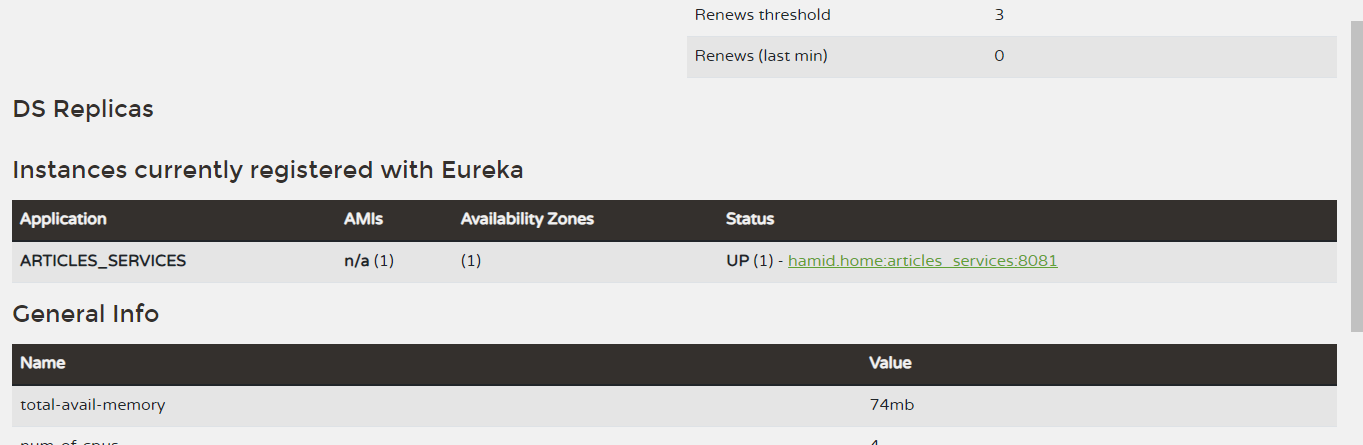 Renews threshold 3
Renews (last min) 0
DS Replicas
Instances currently registered with Eureka
Application AMIs Availability Zones Status
ARTICLES_SERVICES n/a (1) (1) UP (1) - hamid.home:articles_services:8081
General Info
Name Value
total-avail-memory 74mb
num-of-cpus 4